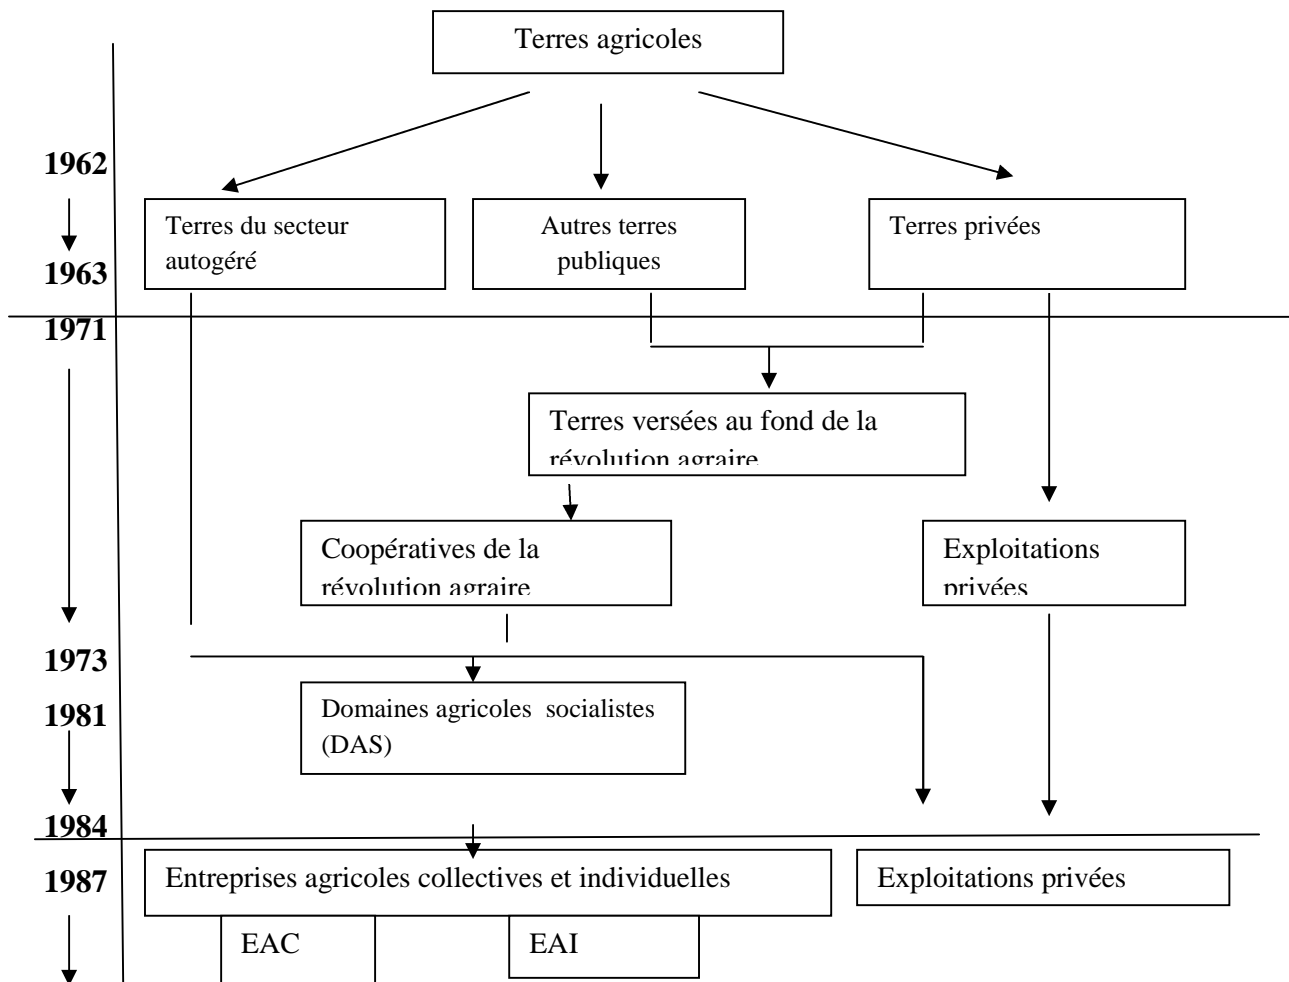 Terres agricoles
1962
Terres du secteur
autogéré
Autres terres
publiques
Terres privées
1963
1971
Terres versées au fond de la
révolution agraire
Coopératives de la
révolution agraire
Exploitations
privées
1973
1981
Domaines agricoles socialistes
(DAS)
1984
1987
Entreprises agricoles collectives et individuelles
Exploitations privées
EAC
EAI